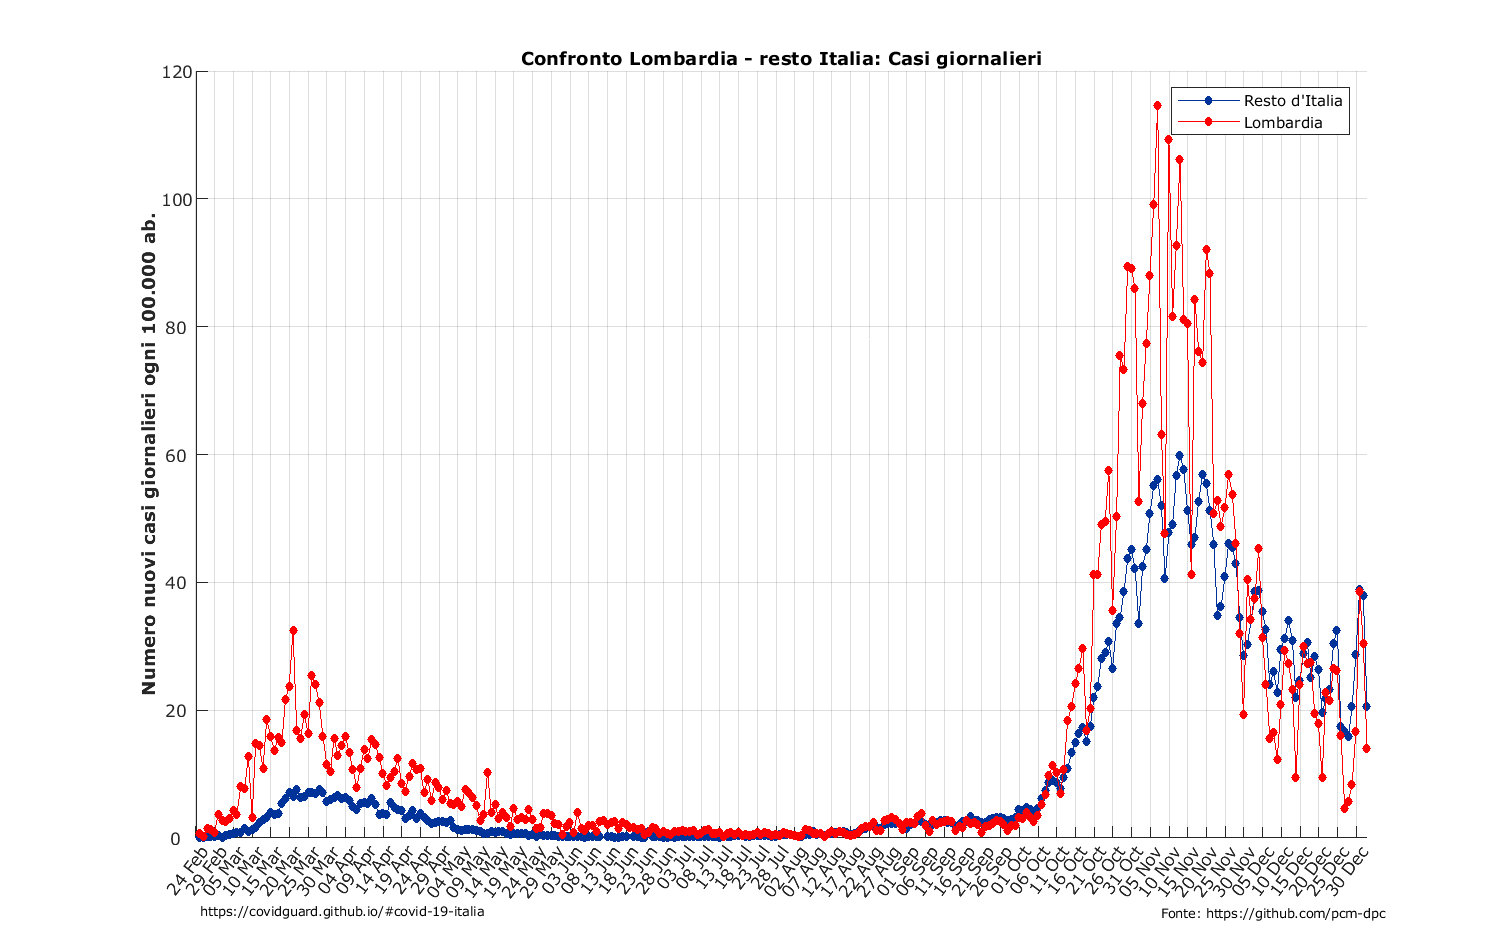 Confronto Lombardia - resto Italia: Casi giornalieri
Numero nuovi casi giornalieri ogni 100.000 ab.
120
100
80
60
40
20
0
Resto d'Italia
Lombardia
24 Feb
29 Feb
05 Mar
10 Mar
15 Mar
20 Mar
25 Mar
30 Mar
04 Apr
09 Apr
14 Apr
19 Apr
24 Apr
29 Apr
04 May
09 May
14 May
19 May
24 May
29 May
03 Jun
08 Jun
13 Jun
18 Jun
23 Jun
28 Jun
03 Jul
08 Jul
13 Jul
18 Jul
23 Jul
28 Jul
02 Aug
07 Aug
12 Aug
17 Aug
22 Aug
27 Aug
01 Sep
06 Sep
11 Sep
16 Sep
21 Sep
26 Sep
01 Oct
06 Oct
11 Oct
16 Oct
21 Oct
26 Oct
31 Oct
05 Nov
10 Nov
15 Nov
20 Nov
25 Nov
30 Nov
05 Dec
10 Dec
15 Dec
20 Dec
25 Dec
30 Dec
https://covidguard.github.io/#covid-19-italia
Fonte: https://github.com/pcm-dpc